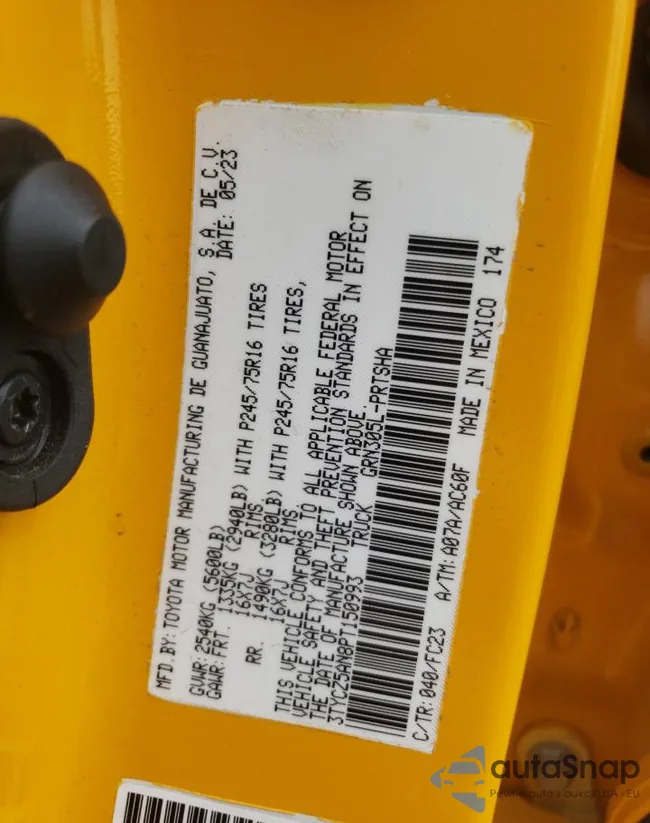 MFD.BY: TOYOTA MOTOR MANUFACTURING DE GUANAJUATO, S.A. DE C.V.
DATE: 05/23
GVWR: 2540KG (5600LB)
GAWR: FRT. 1335KG (2940LB) WITH P245/75R16 TIRES
16X7J RIMS
RR. 1490KG (3280LB) WITH P245/75R16 TIRES,
16X7J RIMS
THIS VEHICLE CONFORMS TO ALL APPLICABLE FEDERAL MOTOR
VEHICLE SAFETY AND THEFT PREVENTION STANDARDS IN EFFECT ON
THE DATE OF MANUFACTURE SHOWN ABOVE.
3TYCZ5AN8PT150993 TRUCK GRN305L-PRTSHA
C/TR: 040/FC23 A/TM: A07A/AC60F MADE IN MEXICO 174
autaSnap